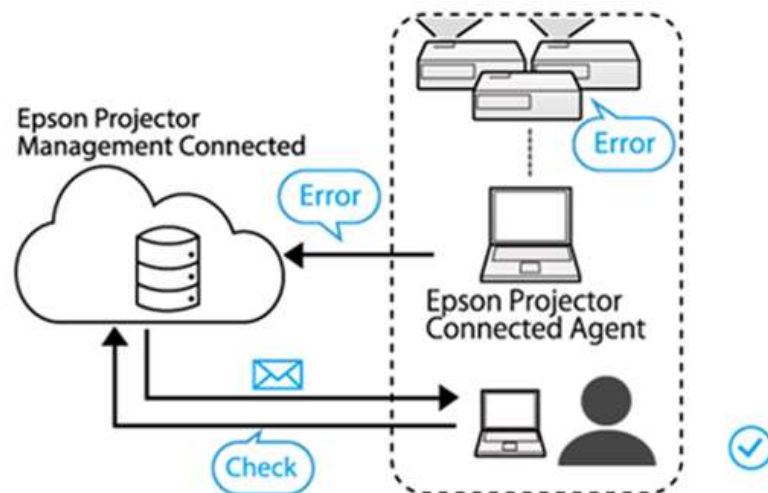 Epson Projector
Management Connected
Error
Error
Epson Projector
Connected Agent
Check